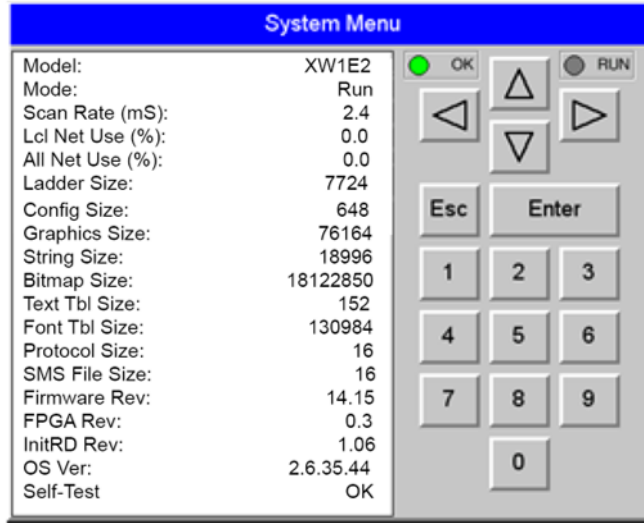 System Menu
Model: XW1E2
Mode: Run
Scan Rate (mS): 2.4
Lcl Net Use (%): 0.0
All Net Use (%): 0.0
Ladder Size: 7724
Config Size: 648
Graphics Size: 76164
String Size: 18996
Bitmap Size: 18122850
Text Tbl Size: 152
Font Tbl Size: 130984
Protocol Size: 16
SMS File Size: 16
Firmware Rev: 14.15
FPGA Rev: 0.3
InitRD Rev: 1.06
OS Ver: 2.6.35.44
Self-Test OK
OK RUN
Esc Enter
1 2 3
4 5 6
7 8 9
0